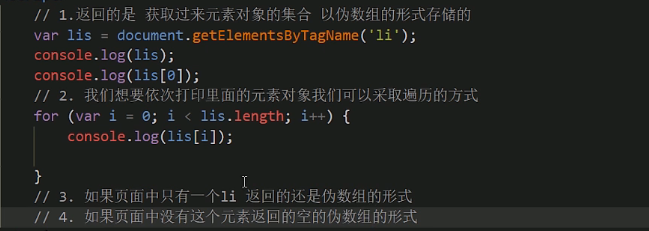 // 1.返回的是 获取过来元素对象的集合 以伪数组的形式存储的
var lis = document.getElementsByTagName('li');
console.log(lis);
console.log(lis[0]);
// 2. 我们想要依次打印里面的元素对象我们可以采取遍历的方式
for (var i = 0; i < lis.length; i++) {
console.log(lis[i]);
}
// 3. 如果页面中只有一个li 返回的还是伪数组的形式
// 4. 如果页面中没有这个元素返回的空的伪数组的形式